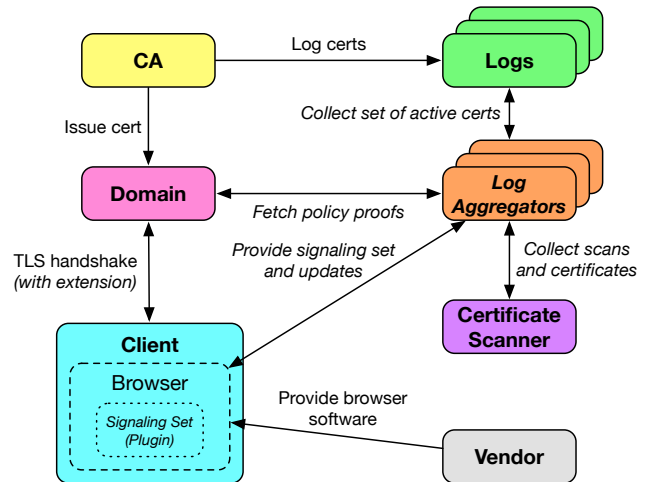 CA
Log certs
Logs
Issue cert
Collect set of active certs
Domain
Fetch policy proofs
Log
Aggregators
TLS handshake
(with extension)
Provide signaling set
and updates
Collect scans
and certificates
Client
Browser
Signaling Set
(Plugin)
Certificate
Scanner
Provide browser
software
Vendor